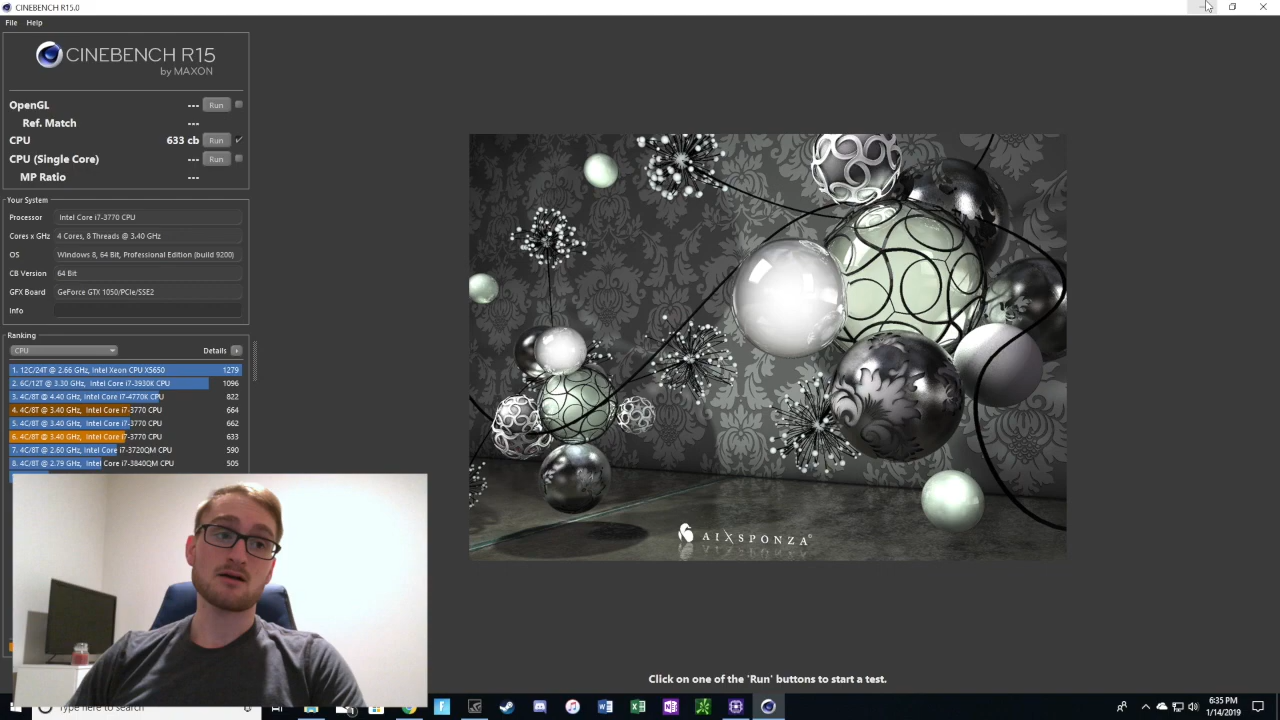 CINEBENCH R15.0
File Help
CINEBENCH R15
by MAXON
OpenGL --- Run
Ref. Match ---
CPU 633 cb Run
CPU (Single Core) --- Run
MP Ratio ---
Your System
Processor Intel Core i7-3770 CPU
Cores x GHz 4 Cores, 8 Threads @ 3.40 GHz
OS Windows 8, 64 Bit, Professional Edition (build 9200)
CB Version 64 Bit
GFX Board GeForce GTX 1050/PCIe/SSE2
Info
Ranking
CPU Details
1. 12C/24T @ 2.66 GHz, Intel Xeon CPU X5650 1279
2. 6C/12T @ 3.30 GHz, Intel Core i7-3930K CPU 1096
3. 4C/8T @ 4.40 GHz, Intel Core i7-4770K CPU 822
4. 4C/8T @ 3.40 GHz, Intel Core i7-3770 CPU 664
5. 4C/8T @ 3.40 GHz, Intel Core i7-3770 CPU 662
6. 4C/8T @ 3.40 GHz, Intel Core i7-3770 CPU 633
7. 4C/8T @ 2.60 GHz, Intel Core i7-3720QM CPU 590
8. 4C/8T @ 2.79 GHz, Intel Core i7-3840QM CPU 505
AIXSPONZA®
Click on one of the 'Run' buttons to start a test.
Type here to search
6:35 PM
1/14/2019